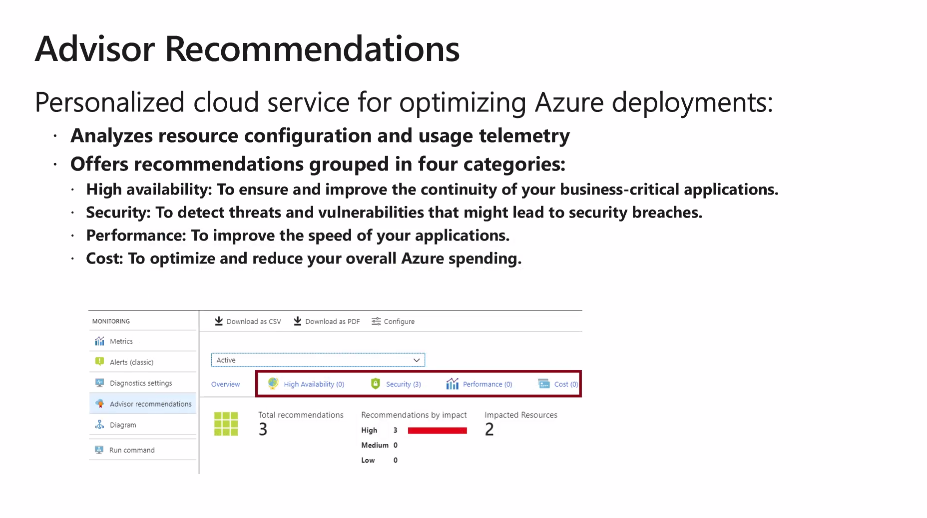 Advisor Recommendations
Personalized cloud service for optimizing Azure deployments:
· Analyzes resource configuration and usage telemetry
· Offers recommendations grouped in four categories:
· High availability: To ensure and improve the continuity of your business-critical applications.
· Security: To detect threats and vulnerabilities that might lead to security breaches.
· Performance: To improve the speed of your applications.
· Cost: To optimize and reduce your overall Azure spending.
MONITORING
Metrics
Alerts (classic)
Diagnostics settings
Advisor recommendations
Diagram
Run command
Download as CSV Download as PDF Configure
Active
Overview High Availability (0) Security (3) Performance (0) Cost (0)
Total recommendations Recommendations by impact Impacted Resources
3 2
High 3
Medium 0
Low 0